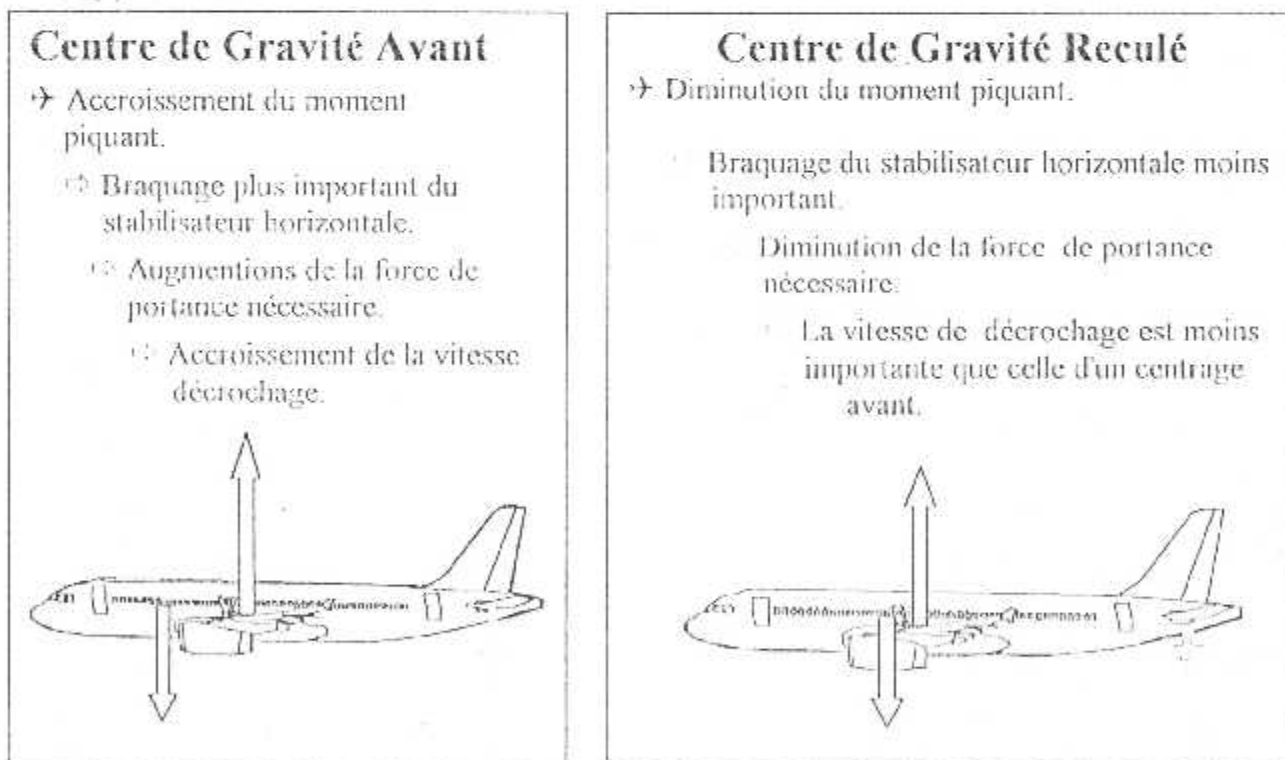 Centre de Gravité Avant
Accroissement du moment
piquant.
Braquage plus important du
stabilisateur horizontale.
Augmentions de la force de
portance nécessaire.
Accroissement de la vitesse
décrochage.
Centre de Gravité Reculé
Diminution du moment piquant.
Braquage du stabilisateur horizontale moins
important.
Diminution de la force de portance
nécessaire.
La vitesse de décrochage est moins
importante que celle d'un centrage
avant.